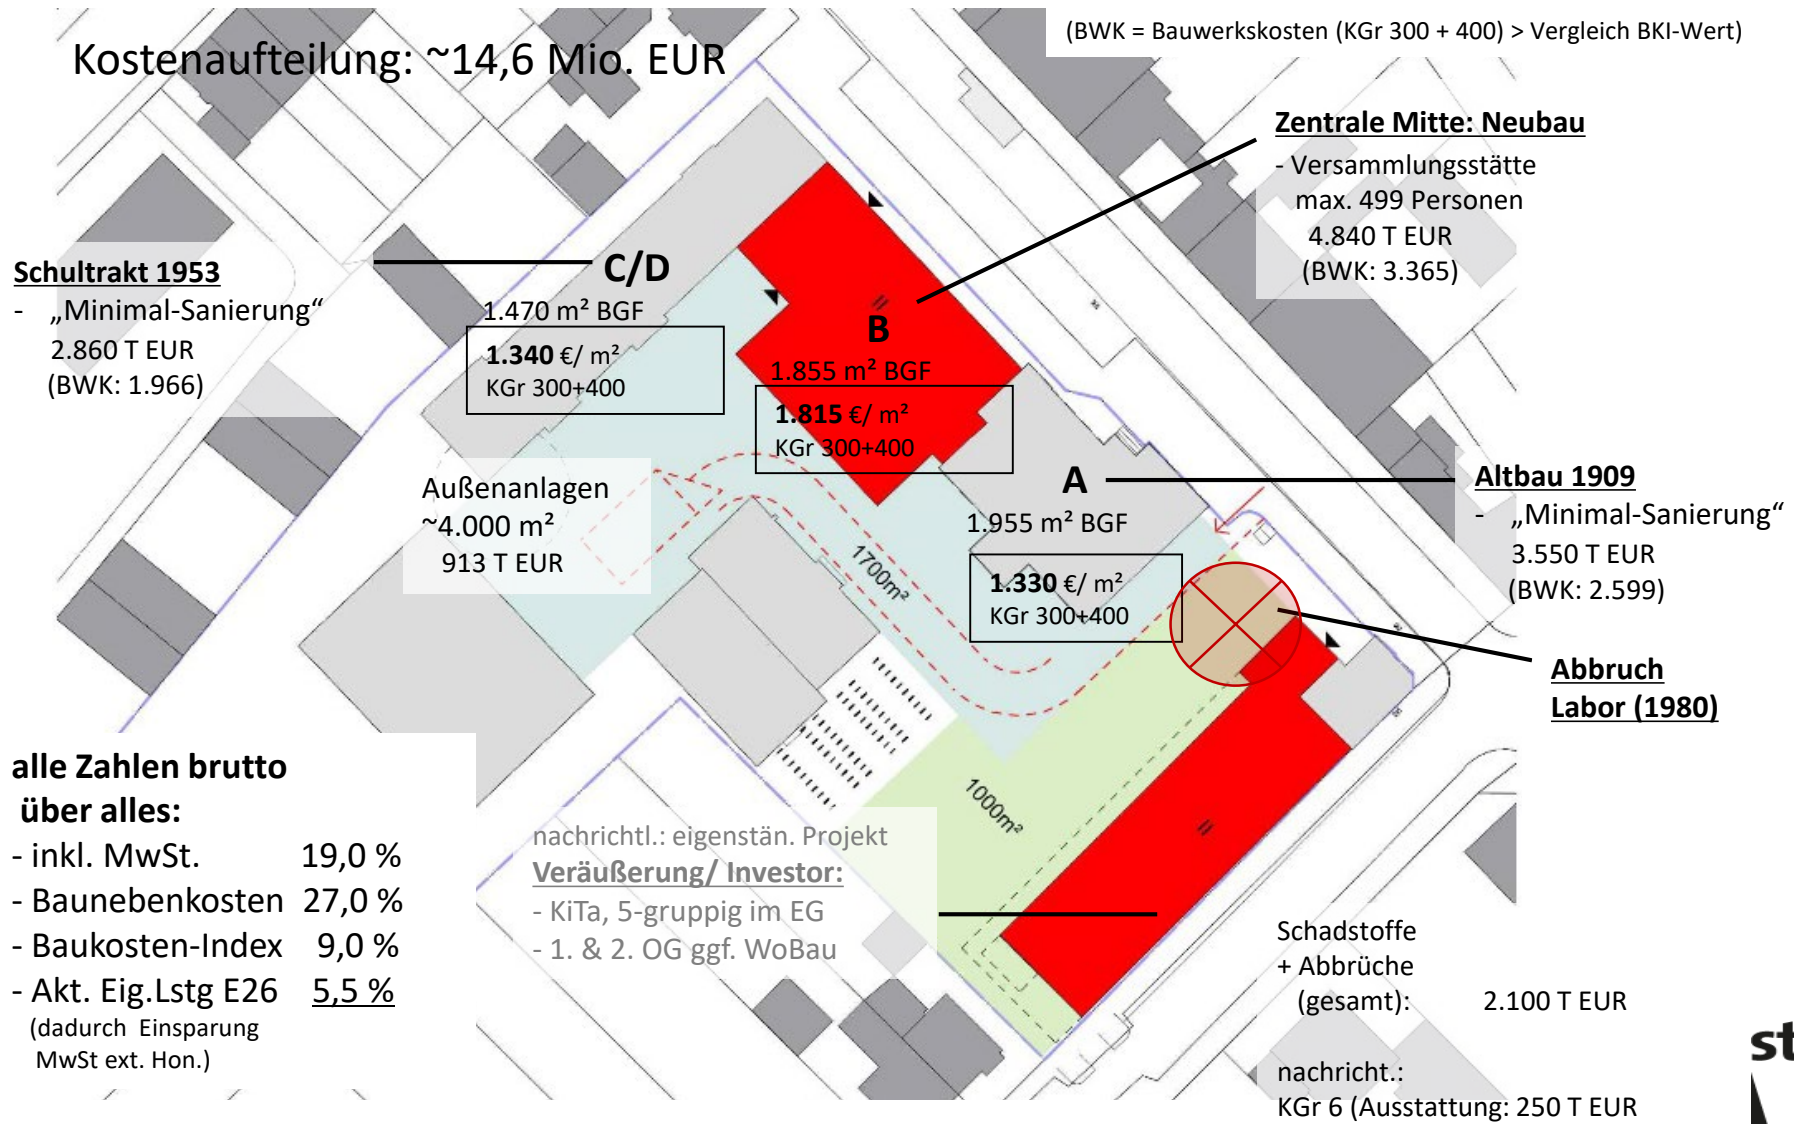 Kostenaufteilung: ~14,6 Mio. EUR
(BWK = Bauwerkskosten (KGr 300 + 400) > Vergleich BKI-Wert)
Zentrale Mitte: Neubau
- Versammlungsstätte
max. 499 Personen
4.840 T EUR
(BWK: 3.365)
Schultrakt 1953
- „Minimal-Sanierung“
2.860 T EUR
(BWK: 1.966)
C/D
1.470 m² BGF
1.340 €/ m²
KGr 300+400
B
1.855 m² BGF
1.815 €/ m²
KGr 300+400
A
1.955 m² BGF
1.330 €/ m²
KGr 300+400
Altbau 1909
- „Minimal-Sanierung“
3.550 T EUR
(BWK: 2.599)
Außenanlagen
~4.000 m²
913 T EUR
1700m²
Abbruch
Labor (1980)
1000m²
II
II
alle Zahlen brutto
über alles:
- inkl. MwSt. 19,0 %
- Baunebenkosten 27,0 %
- Baukosten-Index 9,0 %
- Akt. Eig.Lstg E26 5,5 %
(dadurch Einsparung
MwSt ext. Hon.)
nachrichtl.: eigenstän. Projekt
Veräußerung/ Investor:
- KiTa, 5-gruppig im EG
- 1. & 2. OG ggf. WoBau
Schadstoffe
+ Abbrüche
(gesamt): 2.100 T EUR
nachricht.:
KGr 6 (Ausstattung: 250 T EUR
st